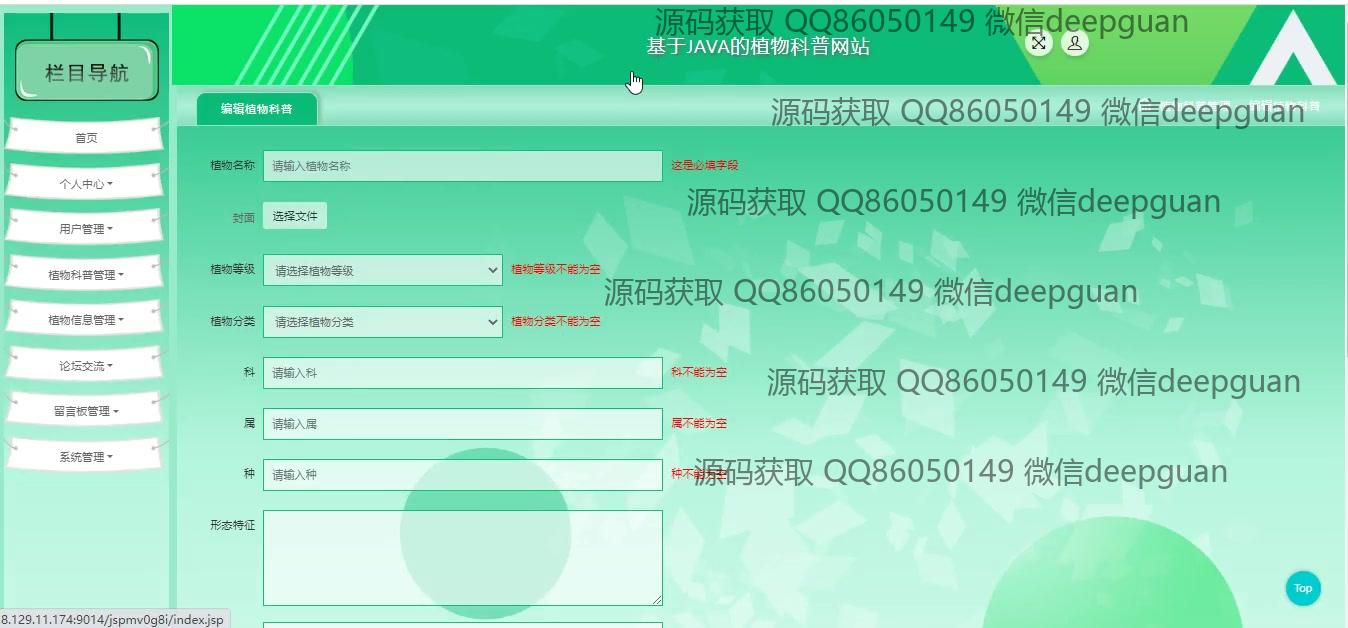 源码获取 QQ86050149 微信deepguan
基于JAVA的植物科普网站
栏目导航
编辑植物科普
源码获取 QQ86050149 微信deepguan
首页
个人中心
用户管理
植物科普管理
植物信息管理
论坛交流
留言板管理
系统管理
植物名称 请输入植物名称 这是必填字段
源码获取 QQ86050149 微信deepguan
封面 选择文件
植物等级 请选择植物等级 植物等级不能为空
源码获取 QQ86050149 微信deepguan
植物分类 请选择植物分类 植物分类不能为空
科 请输入科 科不能为空
源码获取 QQ86050149 微信deepguan
属 请输入属 属不能为空
种 请输入种 种不能为空
源码获取 QQ86050149 微信deepguan
形态特征
Top
8.129.11.174:9014/jspmv0g8i/index.jsp